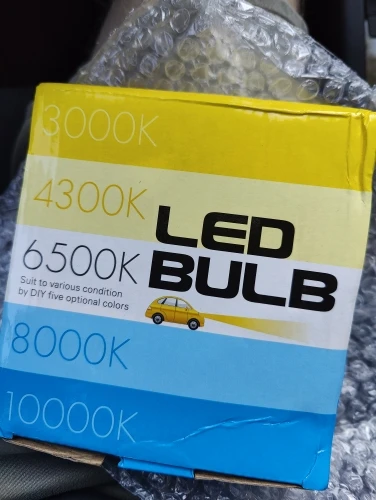 3000K
4300K
LED
6500K
BULB
Suit to various condition
by DIY five optional colors
8000K
10000K